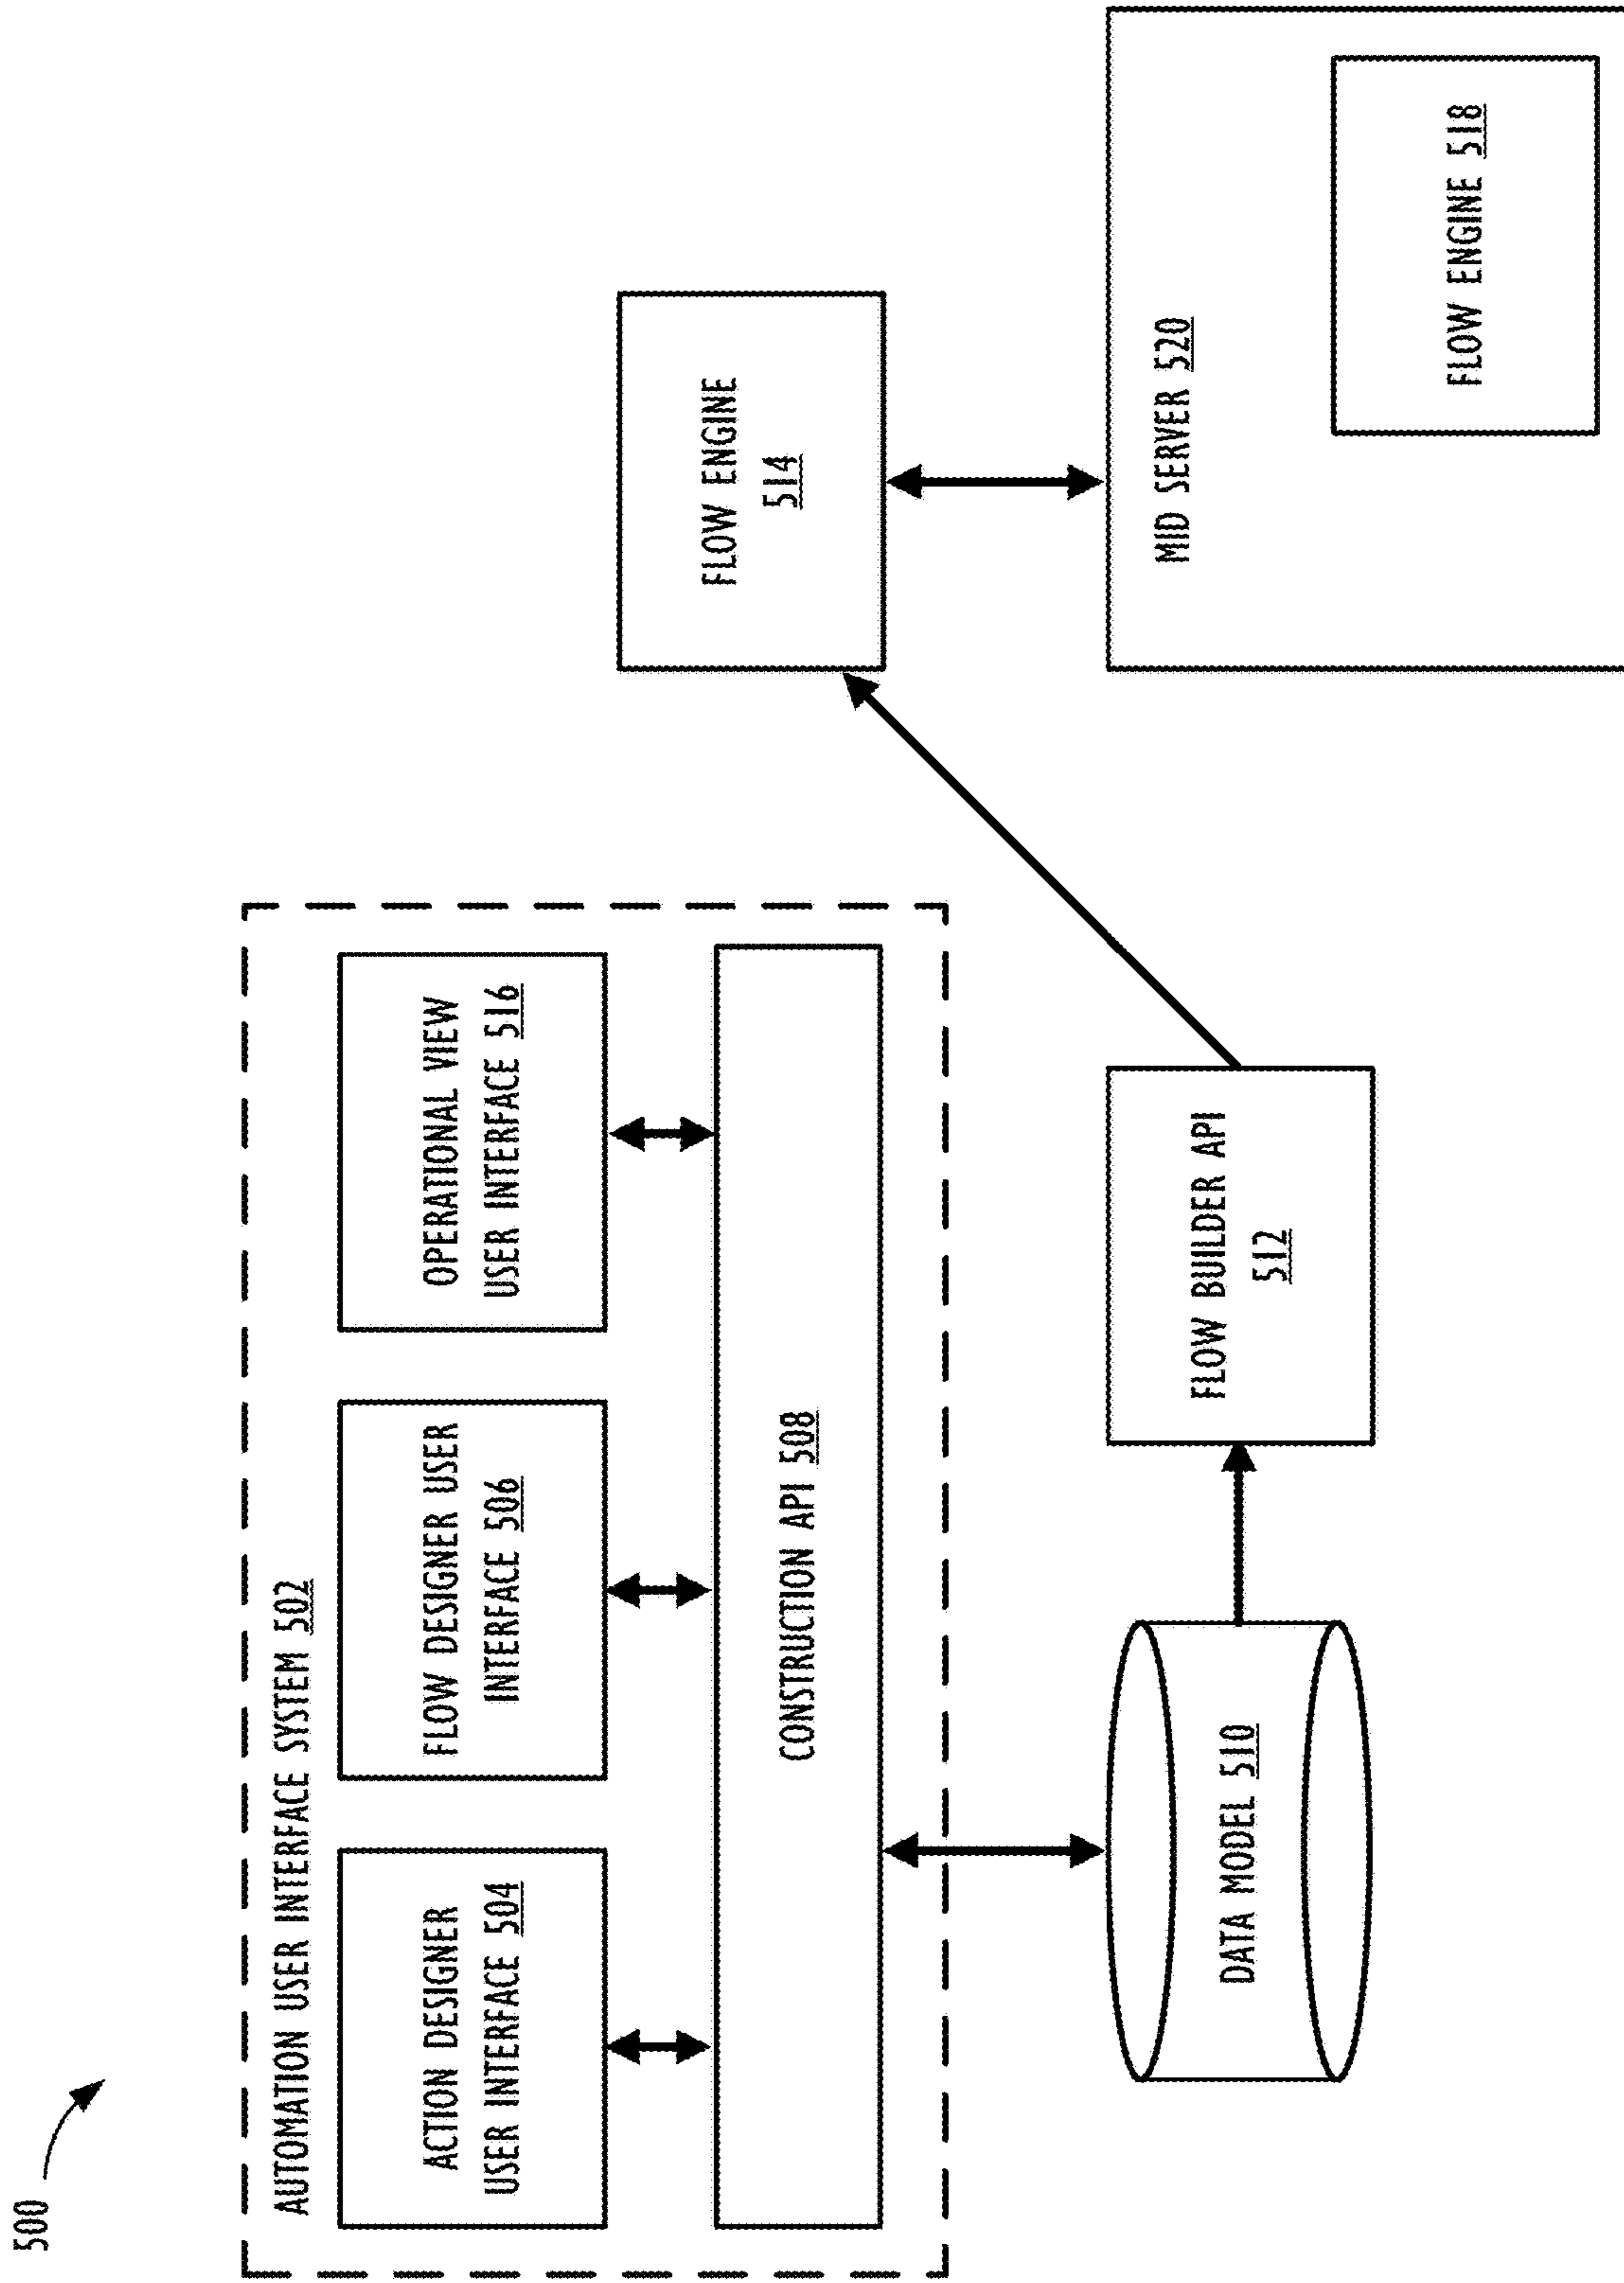 500
AUTOMATION USER INTERFACE SYSTEM 502
ACTION DESIGNER
USER INTERFACE 504
FLOW DESIGNER USER
INTERFACE 506
OPERATIONAL VIEW
USER INTERFACE 516
CONSTRUCTION API 508
DATA MODEL 510
FLOW BUILDER API
512
FLOW ENGINE
514
MID SERVER 520
FLOW ENGINE 518